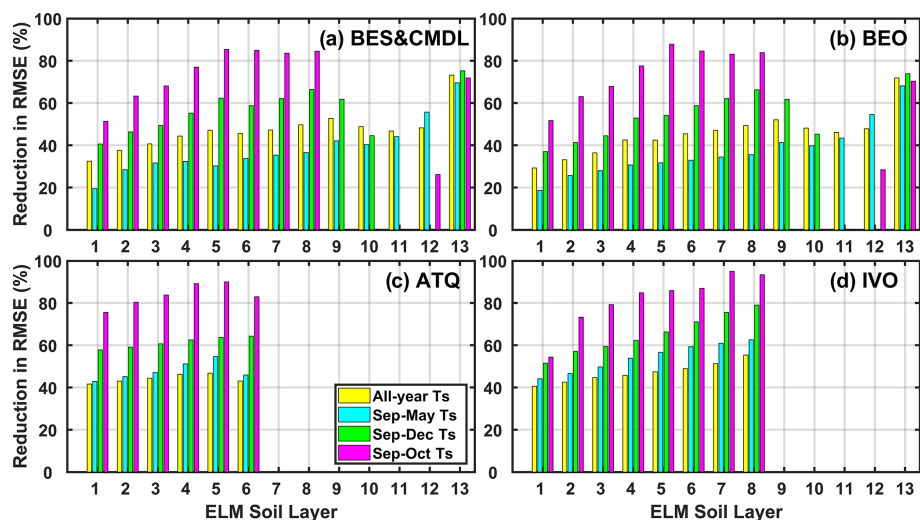 (a) BES&CMDL
(b) BEO
Reduction in RMSE (%)
100
80
60
40
20
0
1 2 3 4 5 6 7 8 9 10 11 12 13
100
80
60
40
20
0
1 2 3 4 5 6 7 8 9 10 11 12 13
(c) ATQ
(d) IVO
Reduction in RMSE (%)
100
80
60
40
20
0
All-year Ts
Sep-May Ts
Sep-Dec Ts
Sep-Oct Ts
1 2 3 4 5 6 7 8 9 10 11 12 13
ELM Soil Layer
100
80
60
40
20
0
1 2 3 4 5 6 7 8 9 10 11 12 13
ELM Soil Layer